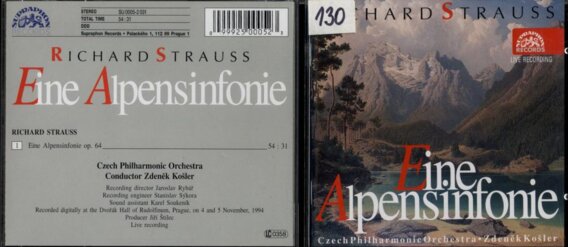 SUPRAPHON
STEREO
SU 0005-2 031
TOTAL TIME
54 : 31
DDD
Supraphon Records • Palackého 1, 112 99 Prague 1
RICHARD STRAUSS
Eine Alpensinfonie
RICHARD STRAUSS
1 Eine Alpensinfonie op. 64 54 : 31
Czech Philharmonic Orchestra
Conductor Zdeněk Košler
Recording director Jaroslav Rybář
Recording engineer Stanislav Sýkora
Sound assistant Karel Soukeník
Recorded digitally at the Dvořák Hall of Rudolfinum, Prague, on 4 and 5 November, 1994
Producer Jiří Štilec
Live recording
LC 0358
130
RICHARD STRAUSS
SUPRAPHON
RECORDS
LIVE RECORDING
Eine
Alpensinfonie
Czech Philharmonic Orchestra • Zdeněk Košler